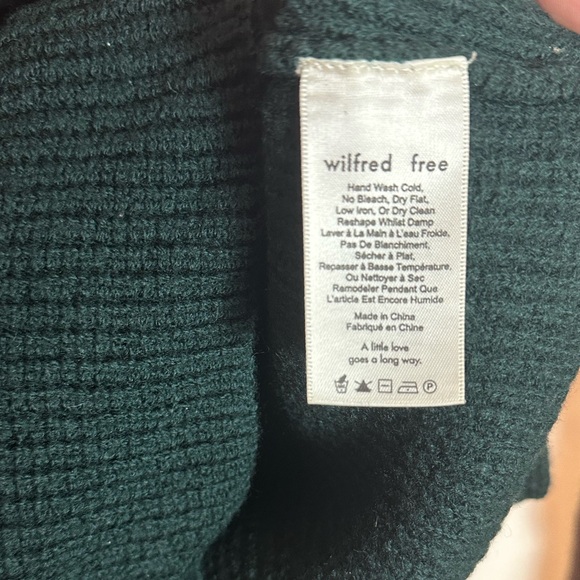 wilfred free
Hand Wash Cold,
No Bleach, Dry Flat,
Low Iron, Or Dry Clean
Reshape Whilst Damp
Laver à La Main à L'eau Froide,
Pas De Blanchiment,
Sécher à Plat,
Repasser à Basse Température,
Ou Nettoyer à Sec
Remodeler Pendant Que
L'article Est Encore Humide
Made in China
Fabriqué en Chine
A little love
goes a long way.
P